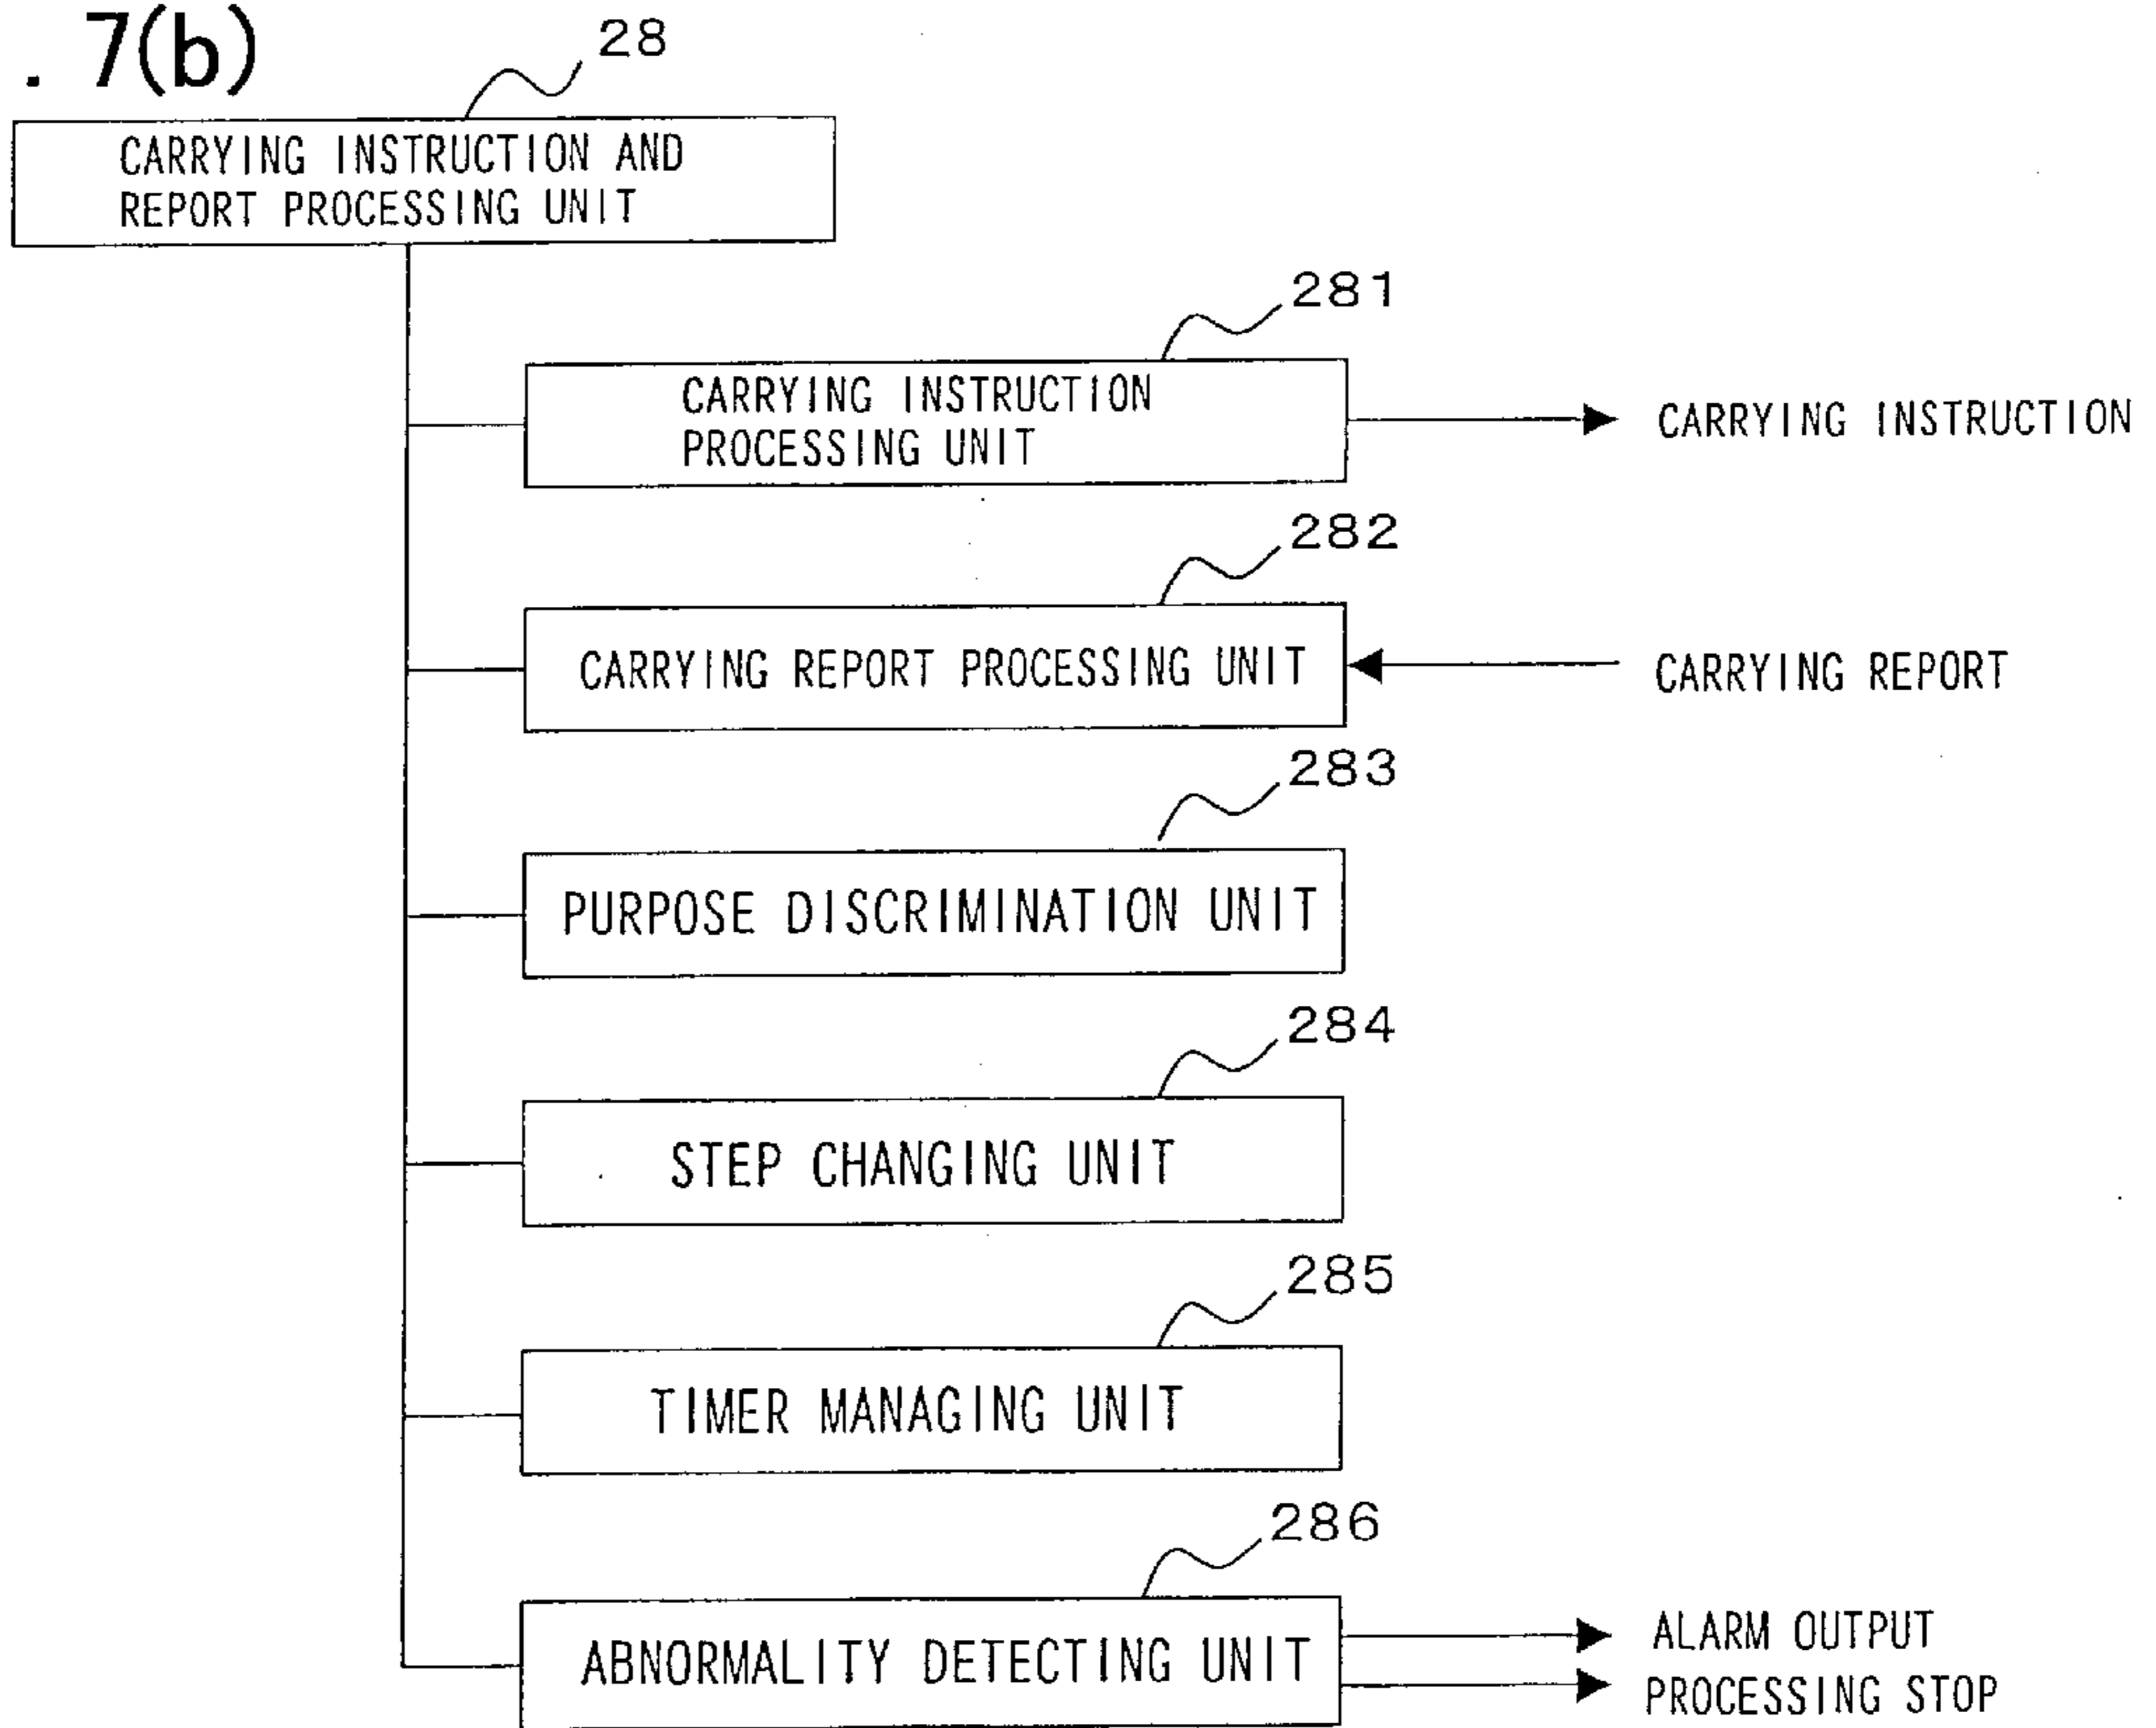 . 7(b)
28
CARRYING INSTRUCTION AND
REPORT PROCESSING UNIT
281
CARRYING INSTRUCTION
PROCESSING UNIT
CARRYING INSTRUCTION
282
CARRYING REPORT PROCESSING UNIT
CARRYING REPORT
283
PURPOSE DISCRIMINATION UNIT
284
STEP CHANGING UNIT
285
TIMER MANAGING UNIT
286
ABNORMALITY DETECTING UNIT
ALARM OUTPUT
PROCESSING STOP